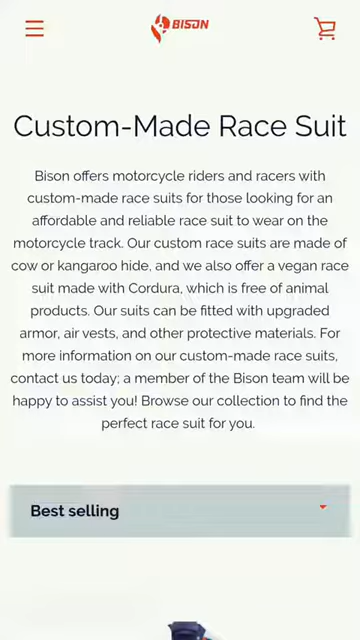 BISON
Custom-Made Race Suit
Bison offers motorcycle riders and racers with
custom-made race suits for those looking for an
affordable and reliable race suit to wear on the
motorcycle track. Our custom race suits are made of
cow or kangaroo hide, and we also offer a vegan race
suit made with Cordura, which is free of animal
products. Our suits can be fitted with upgraded
armor, air vests, and other protective materials. For
more information on our custom-made race suits,
contact us today; a member of the Bison team will be
happy to assist you! Browse our collection to find the
perfect race suit for you.
Best selling